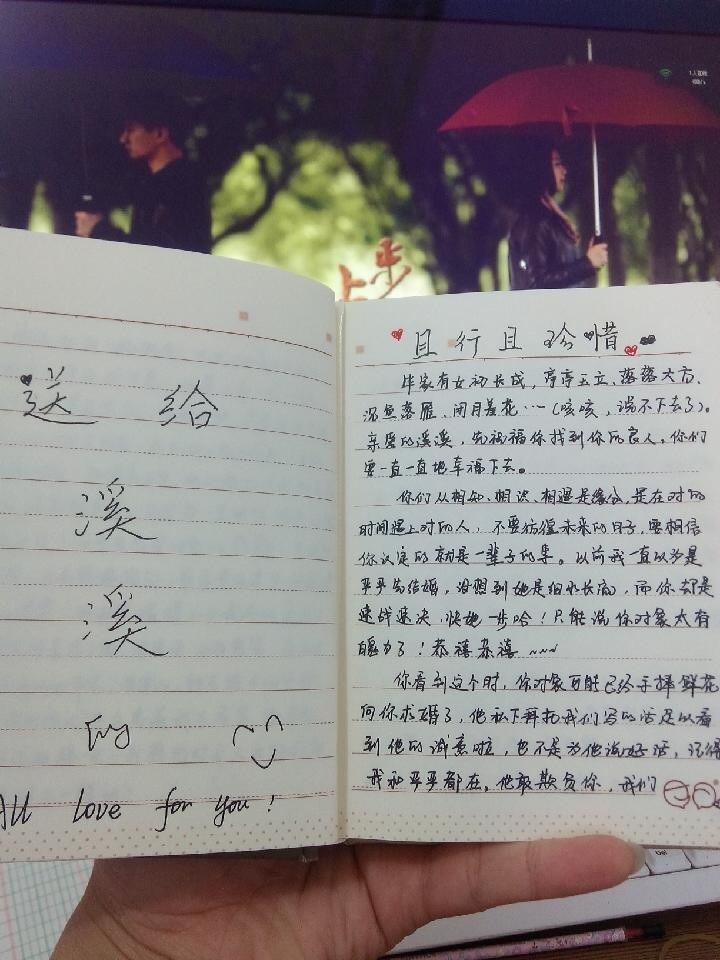 送给
溪
溪
All love for you!
且行且珍惜
毕家有女初长成，亭亭玉立、落落大方、
沉鱼落雁、闭月羞花…（咳咳，说不下去了）。
亲爱的溪溪，先祝福你找到你的良人，你们
要一直一直地幸福下去。
你们从相知、相识、相遇是缘分，是在对的
时间遇上对的人，不要彷徨未来的日子，要相信
你认定的就是一辈子的事。以前我一直以为是
平平先结婚，没想到她是细水长流，而你却是
速战速决，快她一步哈！只能说你对象太有
魄力了！恭喜恭禧～～
你看到这个时，你对象可能已经手捧鲜花
向你求婚了，他私下拜托我们写的话足以看
到他的诚意啦，也不是为他说好话，记得
我和平平都在，他敢欺负你，我们
步
上